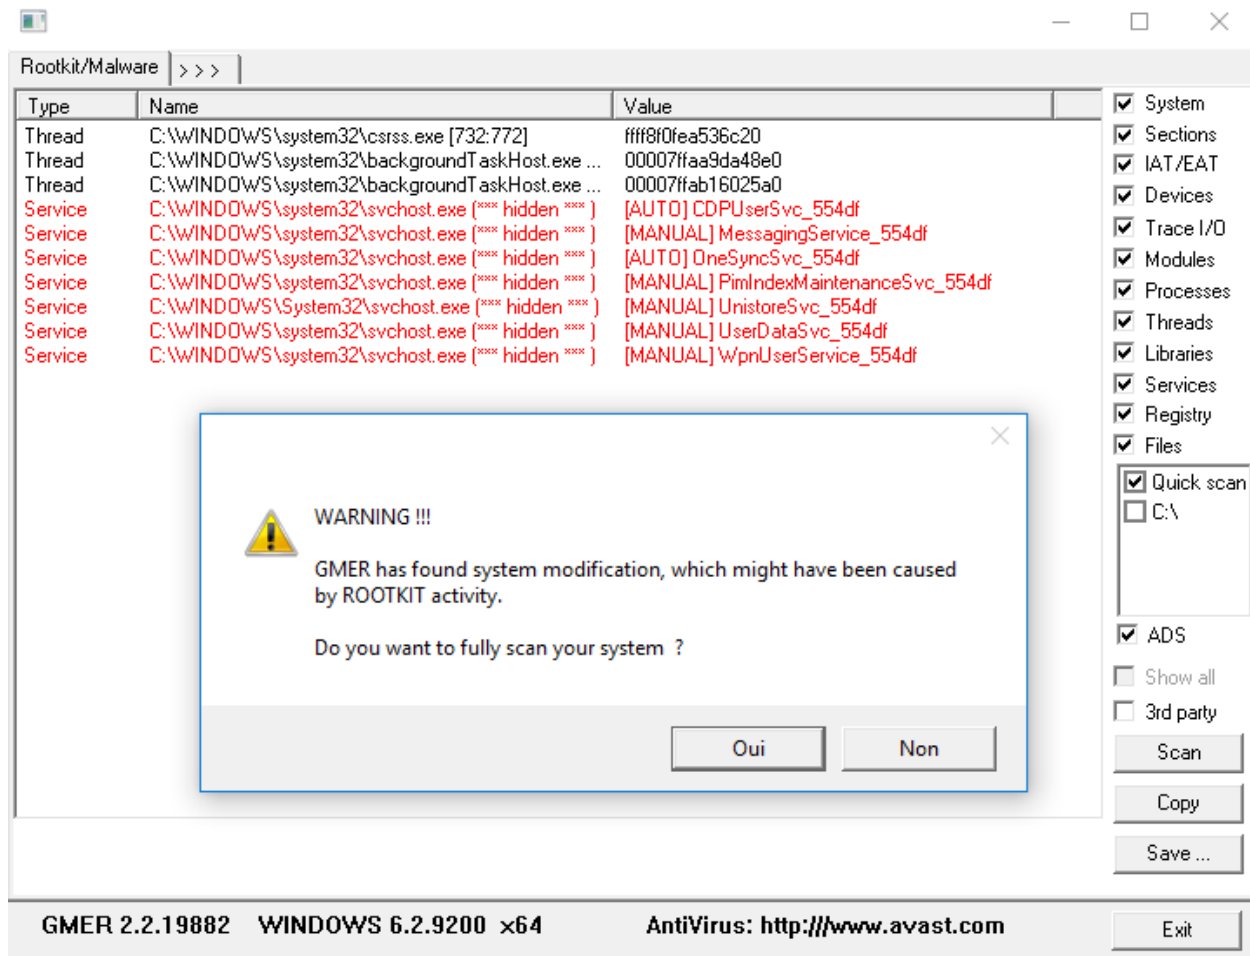 Rootkit/Malware > > >
Type Name Value
Thread C:\WINDOWS\system32\csrss.exe [732:772] ffff8f0fea536c20
Thread C:\WINDOWS\system32\backgroundTaskHost.exe ... 00007ffaa9da48e0
Thread C:\WINDOWS\system32\backgroundTaskHost.exe ... 00007ffab16025a0
Service C:\WINDOWS\system32\svchost.exe (*** hidden *** ) [AUTO] CDPUserSvc_554df
Service C:\WINDOWS\system32\svchost.exe (*** hidden *** ) [MANUAL] MessagingService_554df
Service C:\WINDOWS\system32\svchost.exe (*** hidden *** ) [AUTO] OneSyncSvc_554df
Service C:\WINDOWS\system32\svchost.exe (*** hidden *** ) [MANUAL] PimIndexMaintenanceSvc_554df
Service C:\WINDOWS\System32\svchost.exe (*** hidden *** ) [MANUAL] UnistoreSvc_554df
Service C:\WINDOWS\system32\svchost.exe (*** hidden *** ) [MANUAL] UserDataSvc_554df
Service C:\WINDOWS\system32\svchost.exe (*** hidden *** ) [MANUAL] WpnUserService_554df
WARNING !!!
GMER has found system modification, which might have been caused
by ROOTKIT activity.
Do you want to fully scan your system ?
Oui Non
System
Sections
IAT/EAT
Devices
Trace I/O
Modules
Processes
Threads
Libraries
Services
Registry
Files
Quick scan
C:\
ADS
Show all
3rd party
Scan
Copy
Save ...
GMER 2.2.19882 WINDOWS 6.2.9200 x64 AntiVirus: http:///www.avast.com Exit